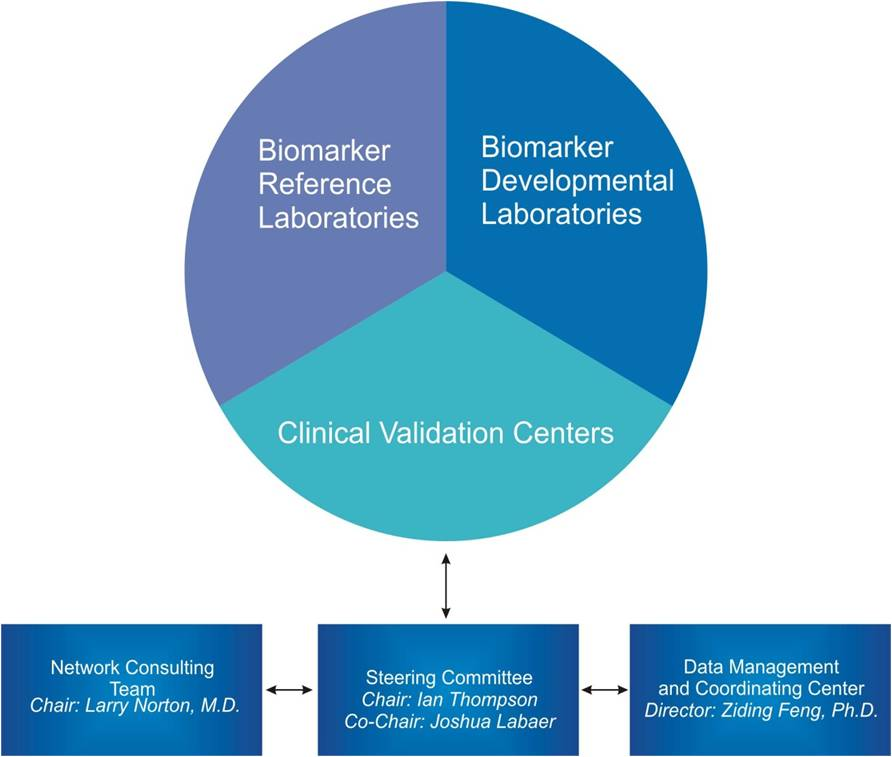 Biomarker
Reference
Laboratories
Biomarker
Developmental
Laboratories
Clinical Validation Centers
Network Consulting
Team
Chair: Larry Norton, M.D.
Steering Committee
Chair: Ian Thompson
Co-Chair: Joshua Labaer
Data Management
and Coordinating Center
Director: Ziding Feng, Ph.D.